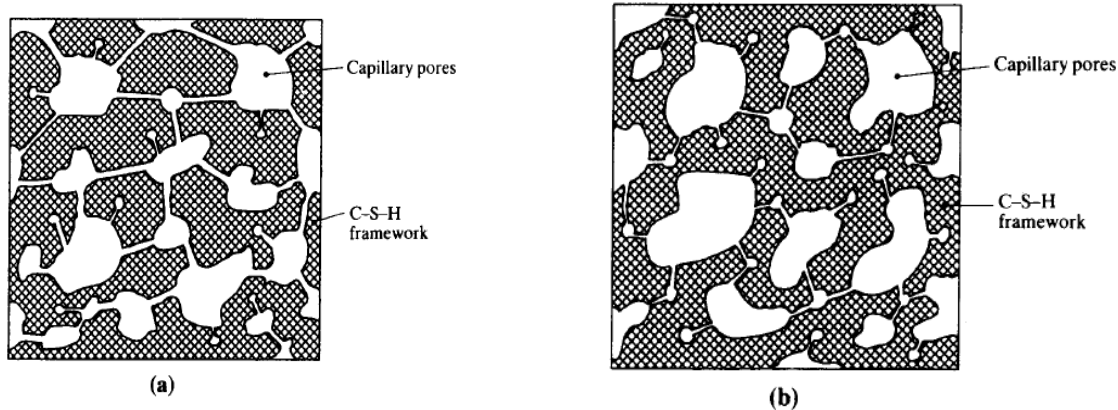 Capillary pores
C–S–H
framework
(a)
Capillary pores
C–S–H
framework
(b)